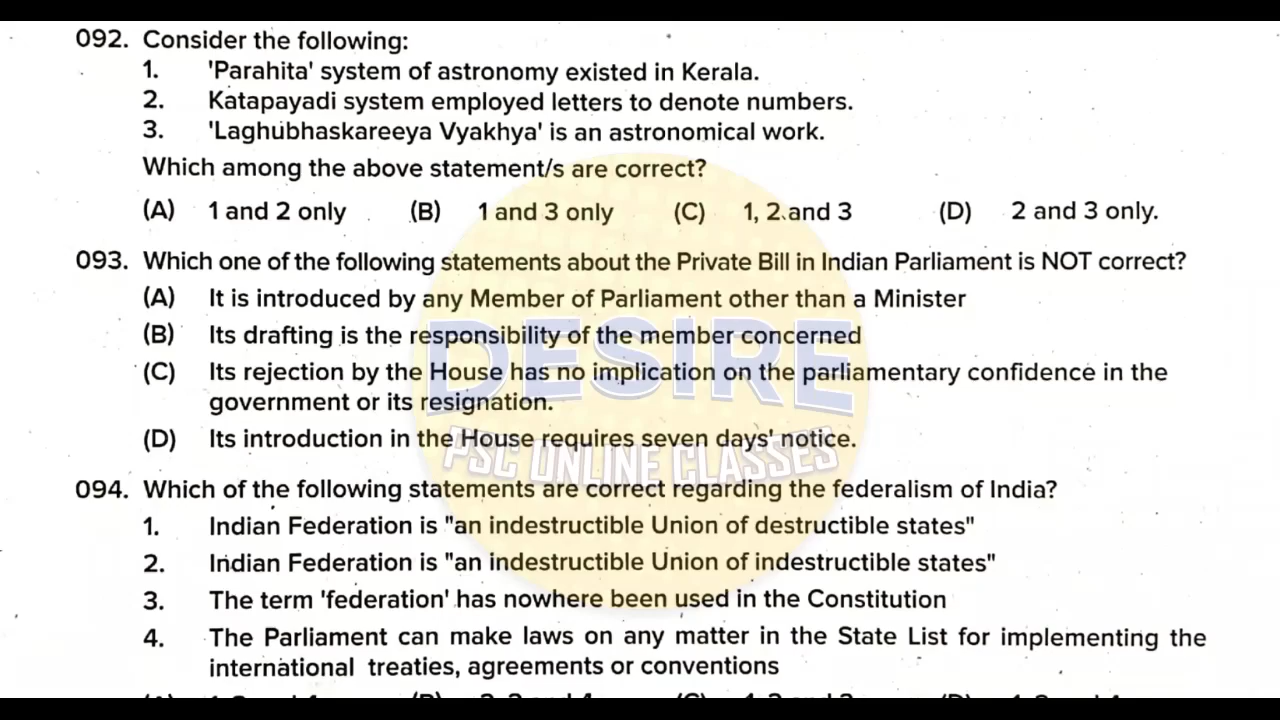 092. Consider the following:
1. 'Parahita' system of astronomy existed in Kerala.
2. Katapayadi system employed letters to denote numbers.
3. 'Laghubhaskareeya Vyakhya' is an astronomical work.
Which among the above statement/s are correct?
(A) 1 and 2 only (B) 1 and 3 only (C) 1, 2 and 3 (D) 2 and 3 only.
093. Which one of the following statements about the Private Bill in Indian Parliament is NOT correct?
(A) It is introduced by any Member of Parliament other than a Minister
(B) Its drafting is the responsibility of the member concerned
(C) Its rejection by the House has no implication on the parliamentary confidence in the
government or its resignation.
(D) Its introduction in the House requires seven days' notice.
DESIRE
PSC ONLINE CLASSES
094. Which of the following statements are correct regarding the federalism of India?
1. Indian Federation is "an indestructible Union of destructible states"
2. Indian Federation is "an indestructible Union of indestructible states"
3. The term 'federation' has nowhere been used in the Constitution
4. The Parliament can make laws on any matter in the State List for implementing the
international treaties, agreements or conventions